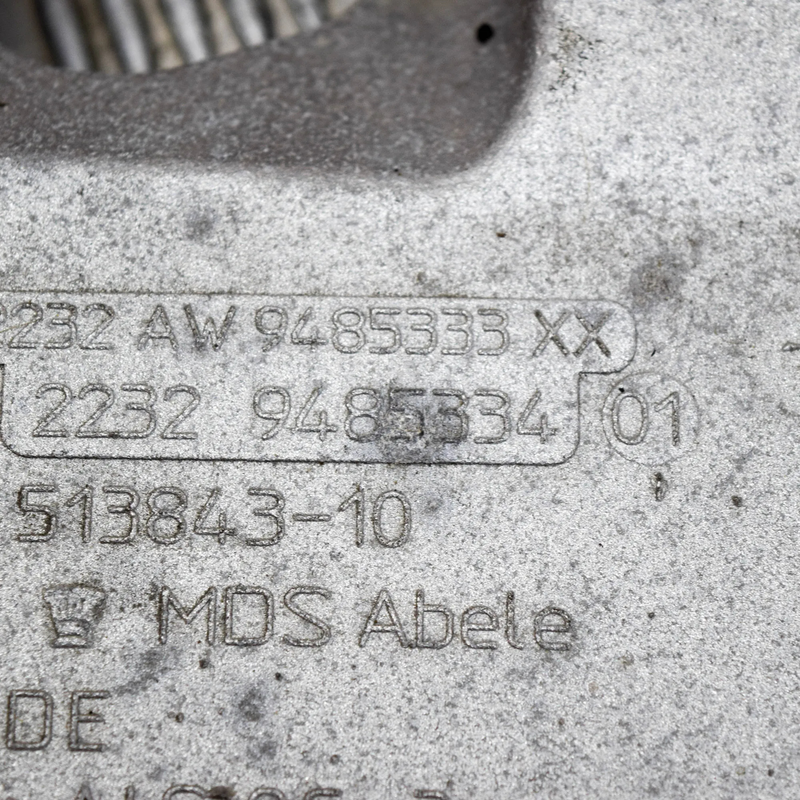 2232 AW 9485333 XX
2232 9485334 01
513843-10
MDS Abele
DE